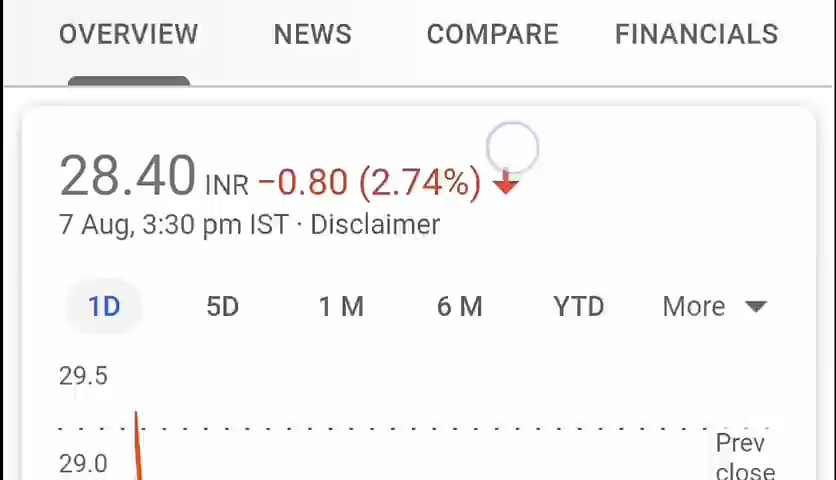 OVERVIEW NEWS COMPARE FINANCIALS
28.40 INR −0.80 (2.74%)
7 Aug, 3:30 pm IST · Disclaimer
1D 5D 1 M 6 M YTD More
29.5
Prev
close
29.0